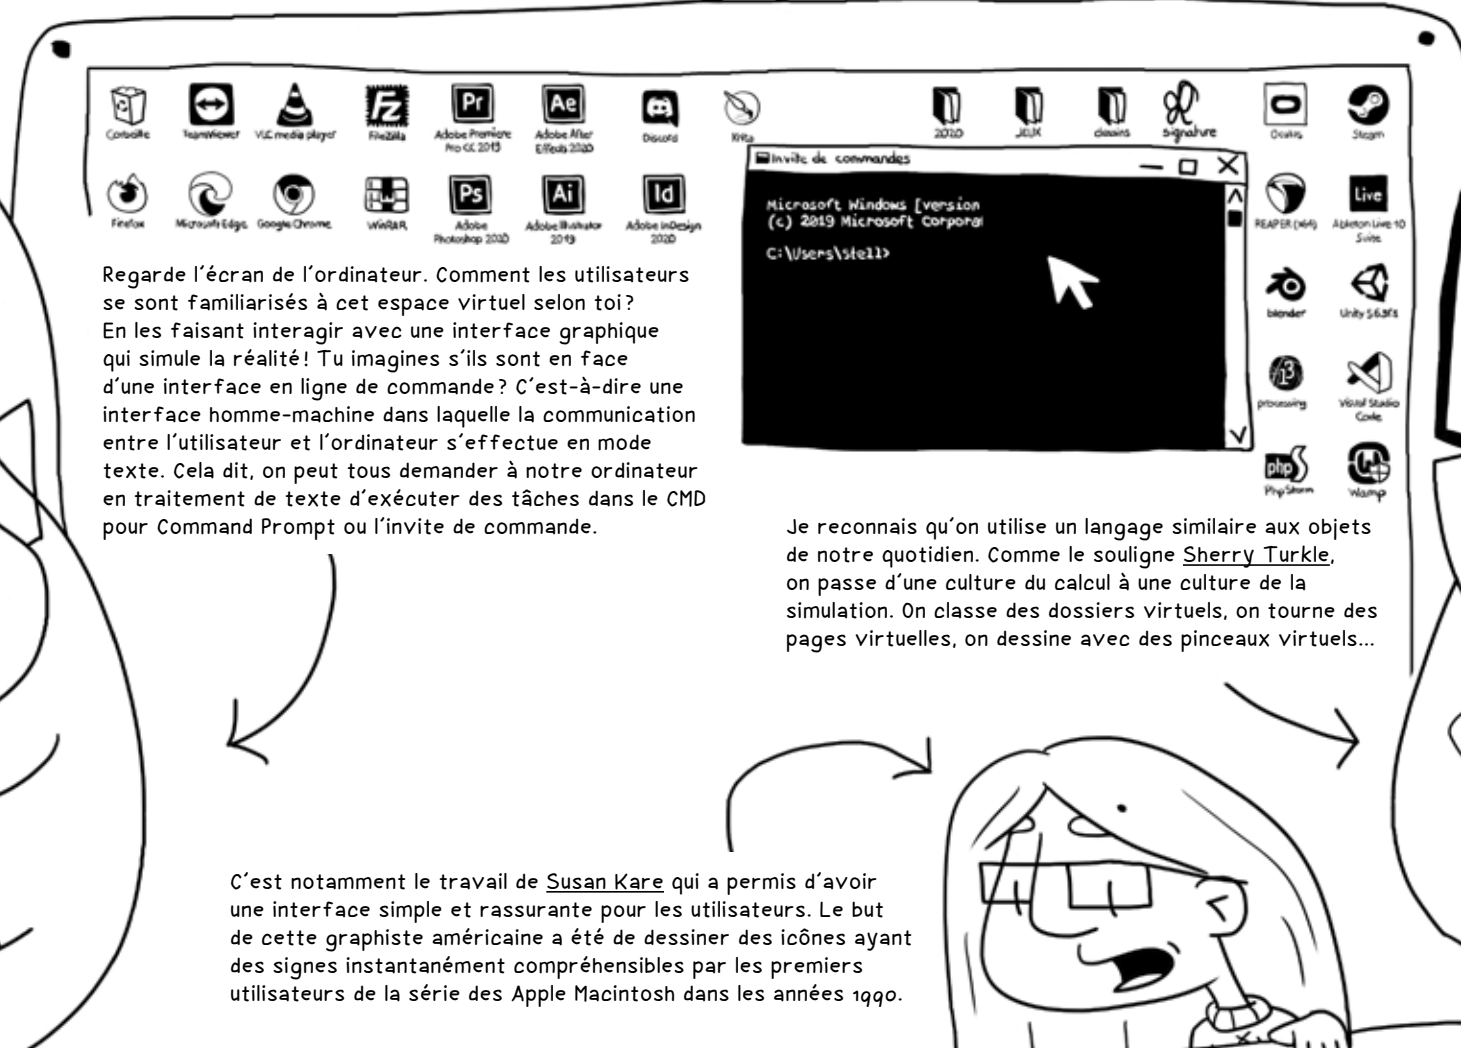 Corbeille
TeamViewer
VLC media player
FileZilla
Adobe Premiere
Pro CC 2019
Adobe After
Effects 2020
Discord
Krita
2020
JEUX
dessins
signature
Oculus
Steam
Firefox
Microsoft Edge
Google Chrome
WinRAR
Adobe
Photoshop 2020
Adobe Illustrator
2019
Adobe InDesign
2020
Fz
Pr
Ae
Ps
Ai
Id
Invite de commandes
Microsoft Windows [version
(c) 2019 Microsoft Corporat
C:\Users\stell>
REAPER (x64)
Live
Ableton Live 10
Suite
blender
Unity 5.6.3f1
processing
Visual Studio
Code
php
PhpStorm
Wamp
Regarde l'écran de l'ordinateur. Comment les utilisateurs
se sont familiarisés à cet espace virtuel selon toi?
En les faisant interagir avec une interface graphique
qui simule la réalité! Tu imagines s'ils sont en face
d'une interface en ligne de commande? C'est-à-dire une
interface homme-machine dans laquelle la communication
entre l'utilisateur et l'ordinateur s'effectue en mode
texte. Cela dit, on peut tous demander à notre ordinateur
en traitement de texte d'exécuter des tâches dans le CMD
pour Command Prompt ou l'invite de commande.
Je reconnais qu'on utilise un langage similaire aux objets
de notre quotidien. Comme le souligne Sherry Turkle,
on passe d'une culture du calcul à une culture de la
simulation. On classe des dossiers virtuels, on tourne des
pages virtuelles, on dessine avec des pinceaux virtuels...
C'est notamment le travail de Susan Kare qui a permis d'avoir
une interface simple et rassurante pour les utilisateurs. Le but
de cette graphiste américaine a été de dessiner des icônes ayant
des signes instantanément compréhensibles par les premiers
utilisateurs de la série des Apple Macintosh dans les années 1990.